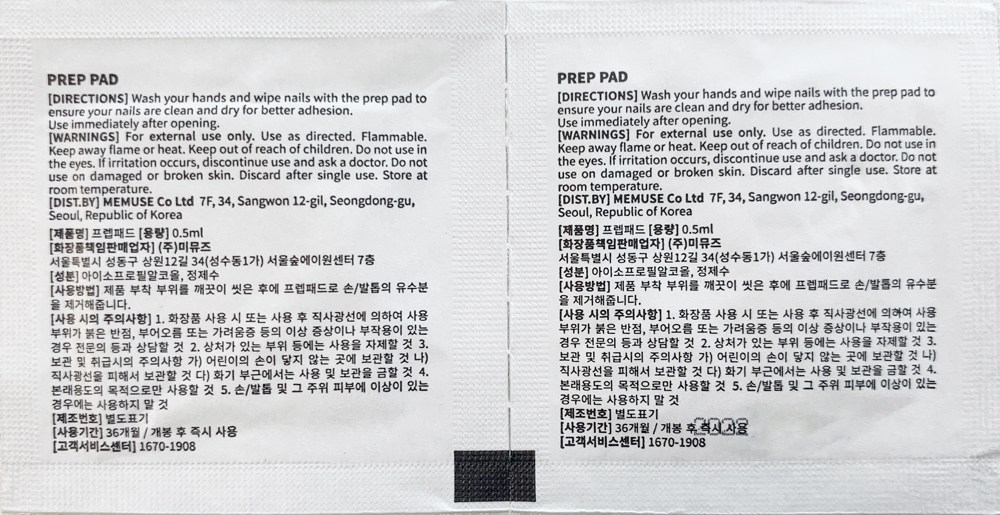 PREP PAD
[DIRECTIONS] Wash your hands and wipe nails with the prep pad to
ensure your nails are clean and dry for better adhesion.
Use immediately after opening.
[WARNINGS] For external use only. Use as directed. Flammable.
Keep away flame or heat. Keep out of reach of children. Do not use in
the eyes. If irritation occurs, discontinue use and ask a doctor. Do not
use on damaged or broken skin. Discard after single use. Store at
room temperature.
[DIST.BY] MEMUSE Co Ltd 7F, 34, Sangwon 12-gil, Seongdong-gu,
Seoul, Republic of Korea
[제품명] 프렙패드 [용량] 0.5ml
[화장품책임판매업자] (주)미뮤즈
서울특별시 성동구 상원12길 34(성수동1가) 서울숲에이원센터 7층
[성분] 아이소프로필알코올, 정제수
[사용방법] 제품 부착 부위를 깨끗이 씻은 후에 프렙패드로 손/발톱의 유수분
을 제거해줍니다.
[사용 시의 주의사항] 1. 화장품 사용 시 또는 사용 후 직사광선에 의하여 사용
부위가 붉은 반점, 부어오름 또는 가려움증 등의 이상 증상이나 부작용이 있는
경우 전문의 등과 상담할 것 2. 상처가 있는 부위 등에는 사용을 자제할 것 3.
보관 및 취급시의 주의사항 가) 어린이의 손이 닿지 않는 곳에 보관할 것 나)
직사광선을 피해서 보관할 것 다) 화기 부근에서는 사용 및 보관을 금할 것 4.
본래용도의 목적으로만 사용할 것 5. 손/발톱 및 그 주위 피부에 이상이 있는
경우에는 사용하지 말 것
[제조번호] 별도표기
[사용기간] 36개월 / 개봉 후 즉시 사용
[고객서비스센터] 1670-1908
PREP PAD
[DIRECTIONS] Wash your hands and wipe nails with the prep pad to
ensure your nails are clean and dry for better adhesion.
Use immediately after opening.
[WARNINGS] For external use only. Use as directed. Flammable.
Keep away flame or heat. Keep out of reach of children. Do not use in
the eyes. If irritation occurs, discontinue use and ask a doctor. Do not
use on damaged or broken skin. Discard after single use. Store at
room temperature.
[DIST.BY] MEMUSE Co Ltd 7F, 34, Sangwon 12-gil, Seongdong-gu,
Seoul, Republic of Korea
[제품명] 프렙패드 [용량] 0.5ml
[화장품책임판매업자] (주)미뮤즈
서울특별시 성동구 상원12길 34(성수동1가) 서울숲에이원센터 7층
[성분] 아이소프로필알코올, 정제수
[사용방법] 제품 부착 부위를 깨끗이 씻은 후에 프렙패드로 손/발톱의 유수분
을 제거해줍니다.
[사용 시의 주의사항] 1. 화장품 사용 시 또는 사용 후 직사광선에 의하여 사용
부위가 붉은 반점, 부어오름 또는 가려움증 등의 이상 증상이나 부작용이 있는
경우 전문의 등과 상담할 것 2. 상처가 있는 부위 등에는 사용을 자제할 것 3.
보관 및 취급시의 주의사항 가) 어린이의 손이 닿지 않는 곳에 보관할 것 나)
직사광선을 피해서 보관할 것 다) 화기 부근에서는 사용 및 보관을 금할 것 4.
본래용도의 목적으로만 사용할 것 5. 손/발톱 및 그 주위 피부에 이상이 있는
경우에는 사용하지 말 것
[제조번호] 별도표기
[사용기간] 36개월 / 개봉 후 즉시 사용
[고객서비스센터] 1670-1908